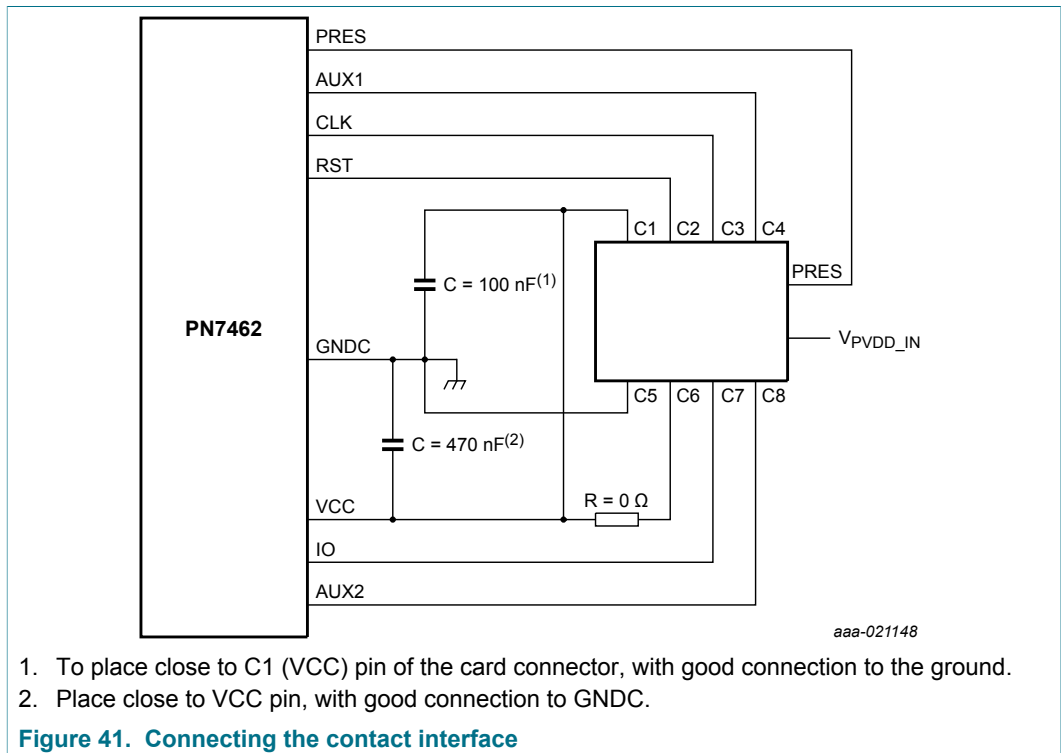 PRES
AUX1
CLK
RST
C1 C2 C3 C4
PRES
C = 100 nF(1)
PN7462
GNDC
VPVDD_IN
C5 C6 C7 C8
C = 470 nF(2)
R = 0 Ω
VCC
IO
AUX2
aaa-021148
1. To place close to C1 (VCC) pin of the card connector, with good connection to the ground.
2. Place close to VCC pin, with good connection to GNDC.
Figure 41. Connecting the contact interface